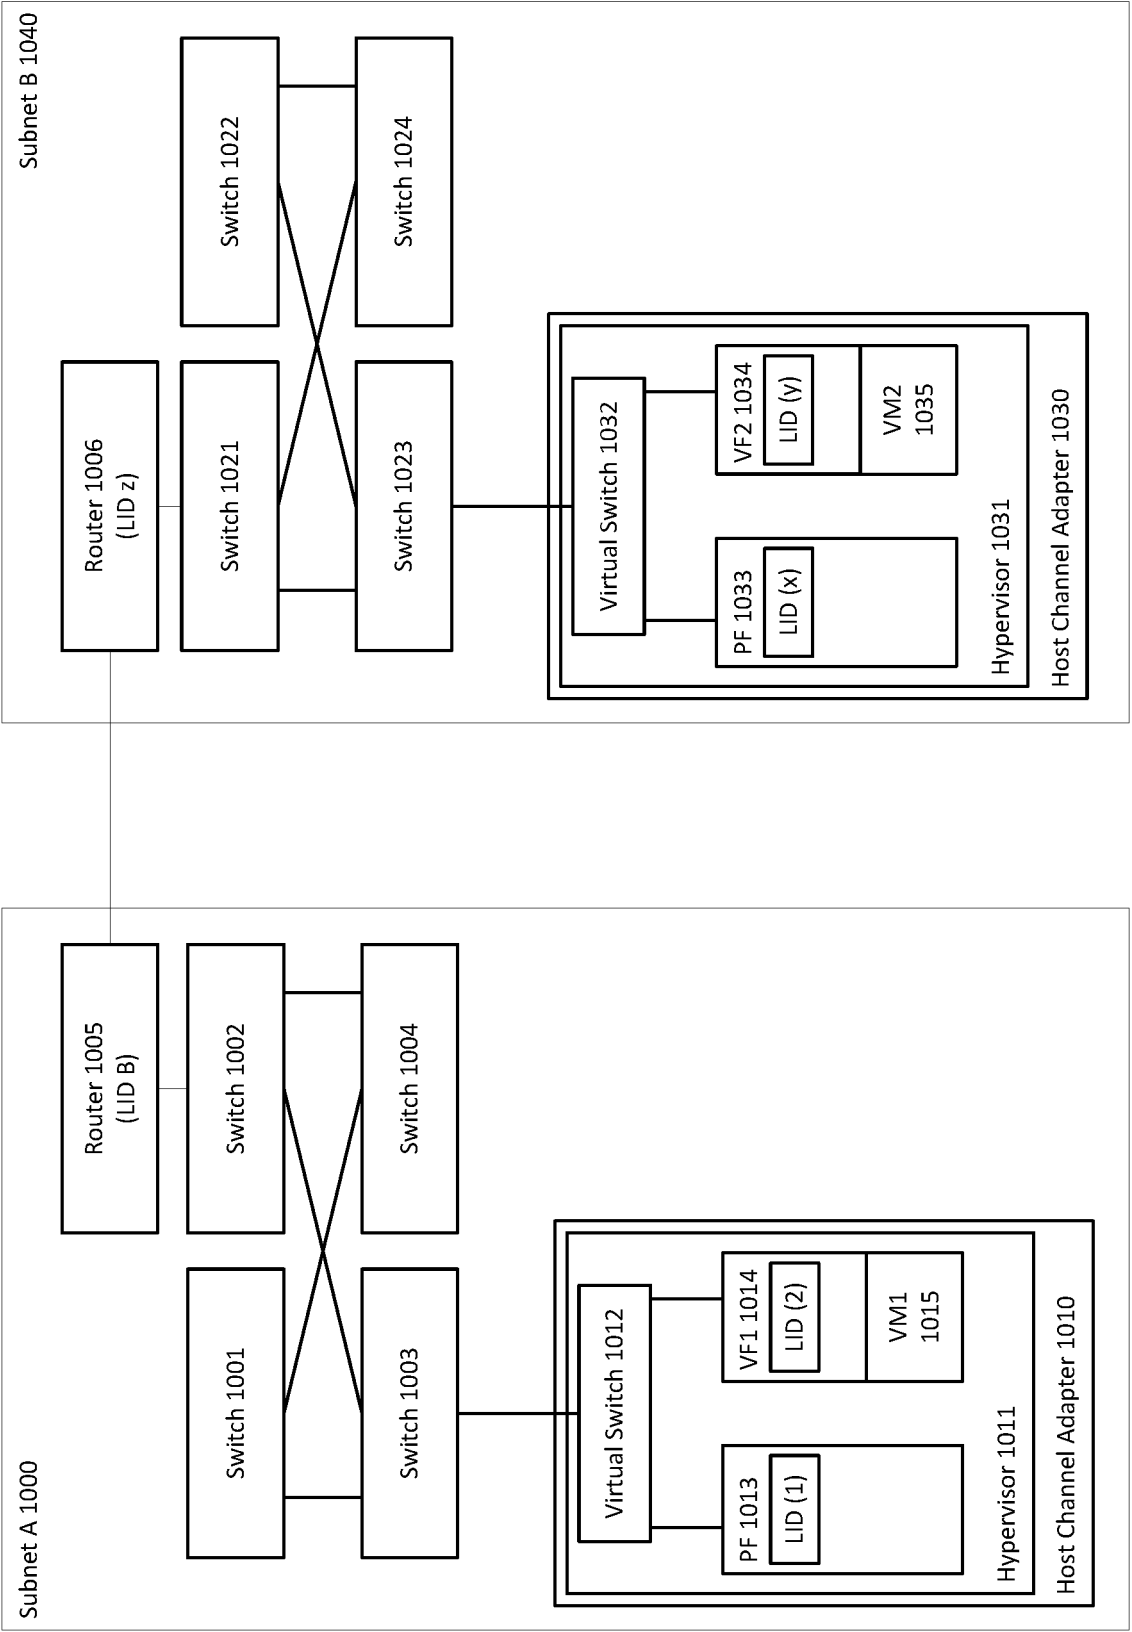 Subnet A 1000
Router 1005
(LID B)
Switch 1001
Switch 1002
Switch 1003
Switch 1004
Virtual Switch 1012
PF 1013
LID (1)
VF1 1014
LID (2)
VM1
1015
Hypervisor 1011
Host Channel Adapter 1010
Subnet B 1040
Router 1006
(LID z)
Switch 1021
Switch 1022
Switch 1023
Switch 1024
Virtual Switch 1032
PF 1033
LID (x)
VF2 1034
LID (y)
VM2
1035
Hypervisor 1031
Host Channel Adapter 1030